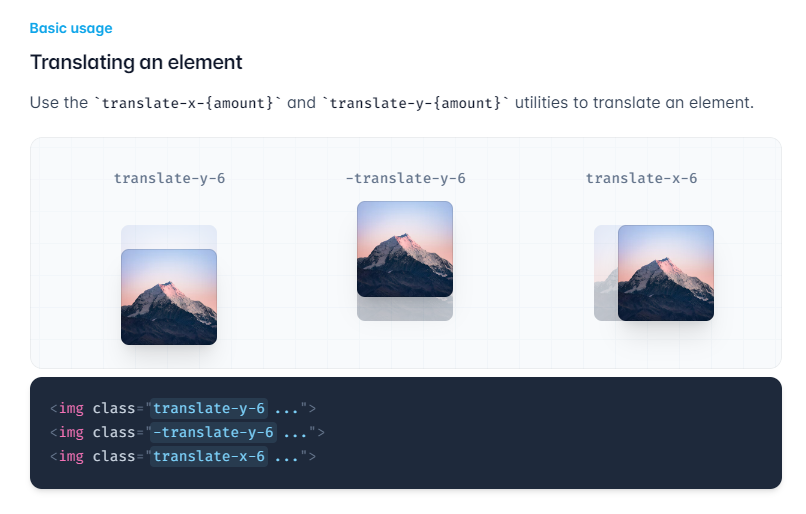 Basic usage
Translating an element
Use the `translate-x-{amount}` and `translate-y-{amount}` utilities to translate an element.
translate-y-6 -translate-y-6 translate-x-6
<img class="translate-y-6 ...">
<img class="-translate-y-6 ...">
<img class="translate-x-6 ...">